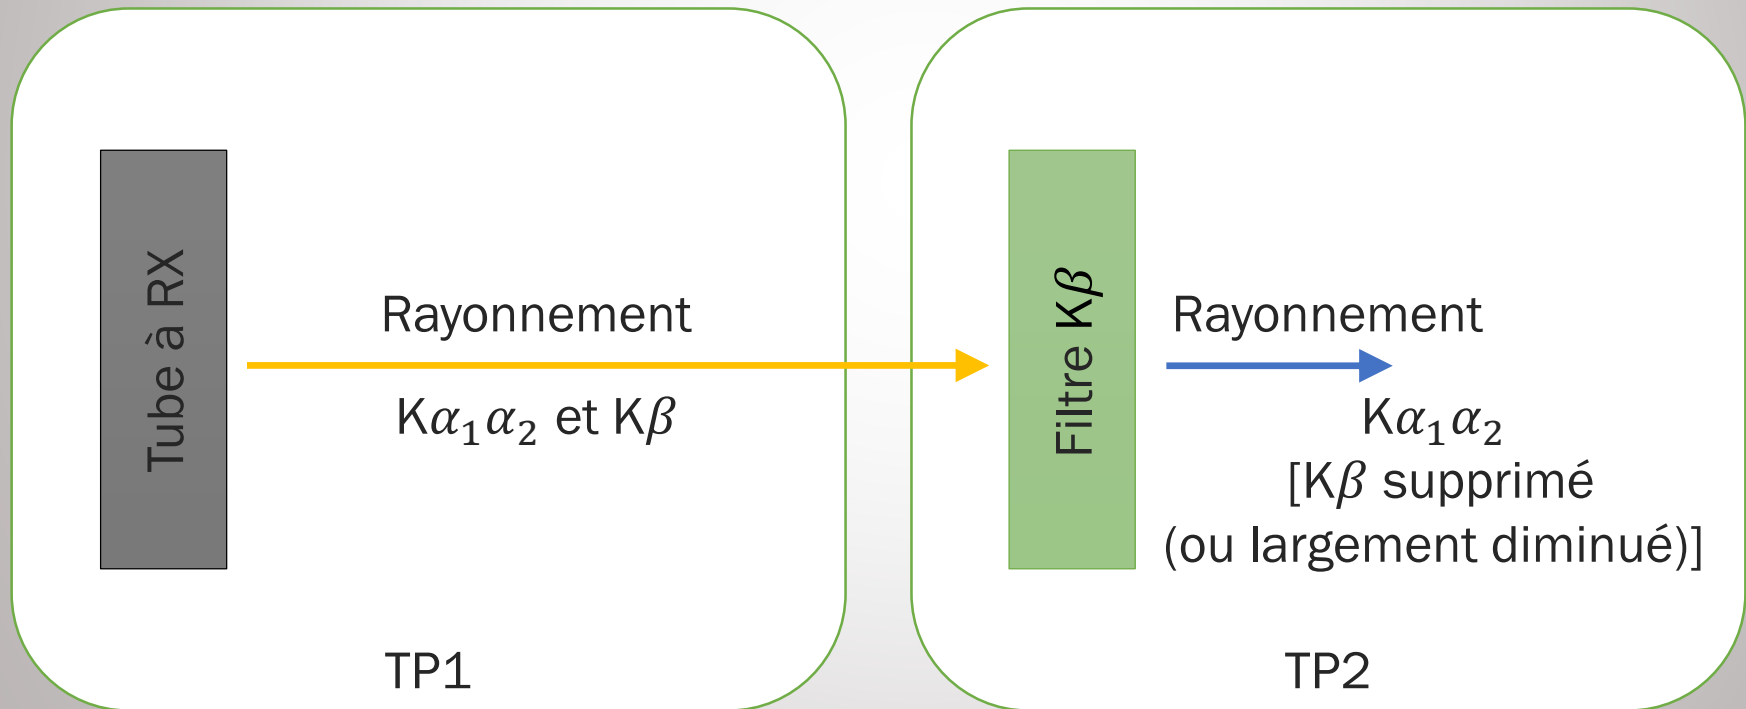 Tube à RX
Rayonnement
Kα₁α₂ et Kβ
TP1
Filtre Kβ
Rayonnement
Kα₁α₂
[Kβ supprimé
(ou largement diminué)]
TP2